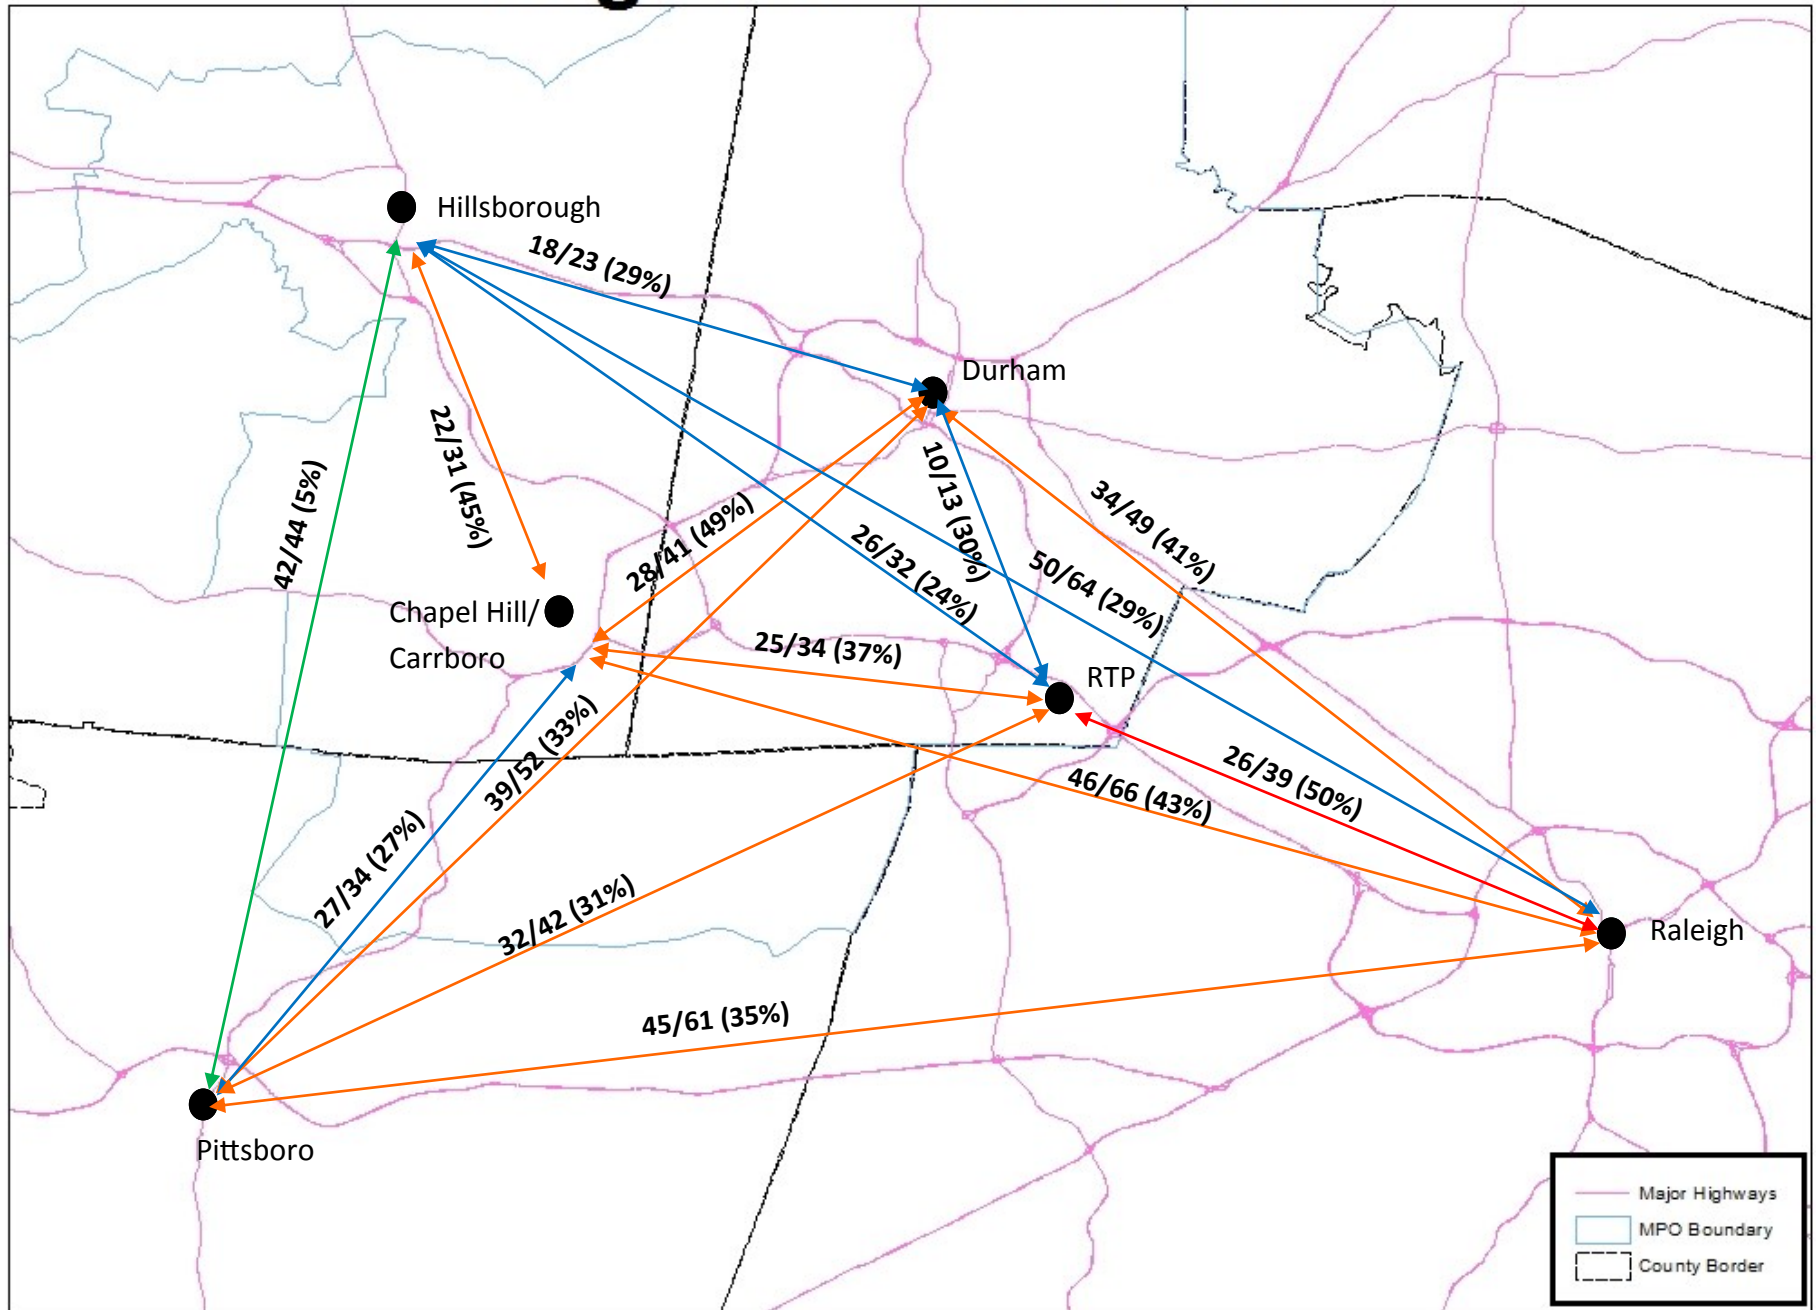 Hillsborough
18/23 (29%)
Durham
22/31 (45%)
42/44 (5%)
10/13 (30%)
34/49 (41%)
28/41 (49%)
26/32 (24%)
50/64 (29%)
Chapel Hill/
Carrboro
25/34 (37%)
RTP
39/52 (33%)
26/39 (50%)
46/66 (43%)
27/34 (27%)
32/42 (31%)
Raleigh
45/61 (35%)
Pittsboro
Major Highways
MPO Boundary
County Border